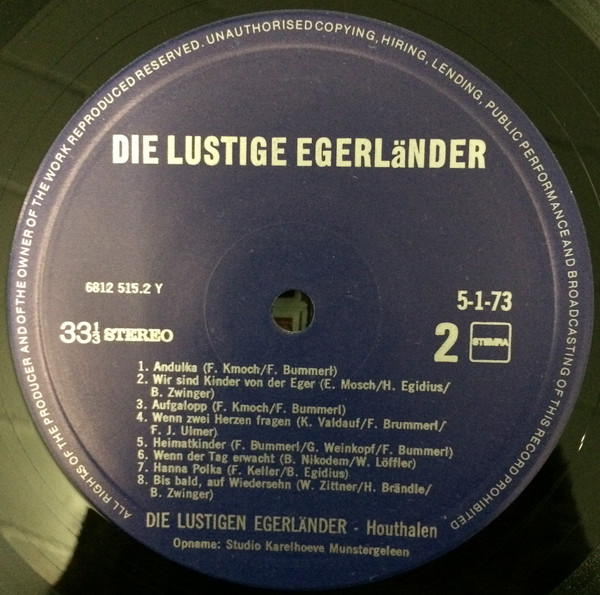 ALL RIGHTS OF THE PRODUCER AND OF THE OWNER OF THE WORK REPRODUCED RESERVED. UNAUTHORISED COPYING, HIRING, LENDING, PUBLIC PERFORMANCE AND BROADCASTING OF THIS RECORD PROHIBITED
DIE LUSTIGE EGERLäNDER
6812 515.2 Y
5-1-73
33⅓ STEREO
2
STEMRA
1. Andulka (F. Kmoch/F. Bummerl)
2. Wir sind Kinder von der Eger (E. Mosch/H. Egidius/
B. Zwinger)
3. Aufgalopp (F. Kmoch/F. Bummerl)
4. Wenn zwei Herzen fragen (K. Valdauf/F. Brummerl/
F. J. Ulmer)
5. Heimatkinder (F. Bummerl/G. Weinkopf/F. Bummerl)
6. Wenn der Tag erwacht (B. Nikodem/W. Löffler)
7. Hanna Polka (F. Keller/B. Egidius)
8. Bis bald, auf Wiedersehn (W. Zittner/H. Brändle/
B. Zwinger)
DIE LUSTIGEN EGERLÄNDER - Houthalen
Opname: Studio Karelhoeve Munstergeleen